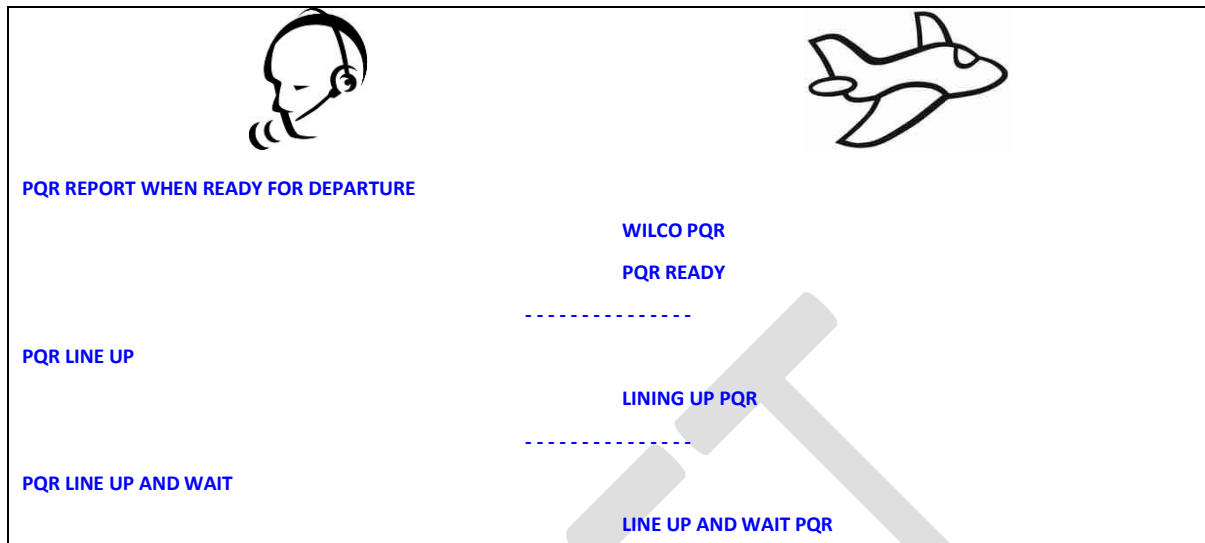 PQR REPORT WHEN READY FOR DEPARTURE
WILCO PQR
PQR READY
- - - - - - - - - - - - - - -
PQR LINE UP
LINING UP PQR
- - - - - - - - - - - - - - -
PQR LINE UP AND WAIT
LINE UP AND WAIT PQR